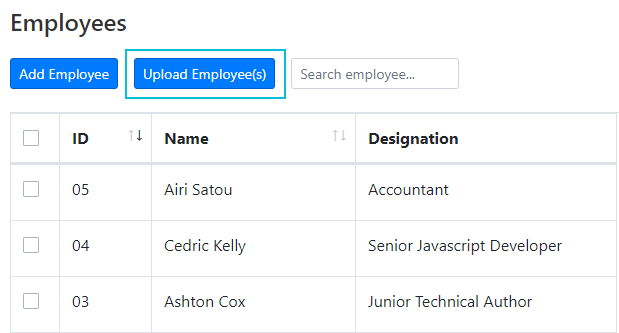 Employees
Add Employee Upload Employee(s) Search employee...
ID Name Designation
05 Airi Satou Accountant
04 Cedric Kelly Senior Javascript Developer
03 Ashton Cox Junior Technical Author